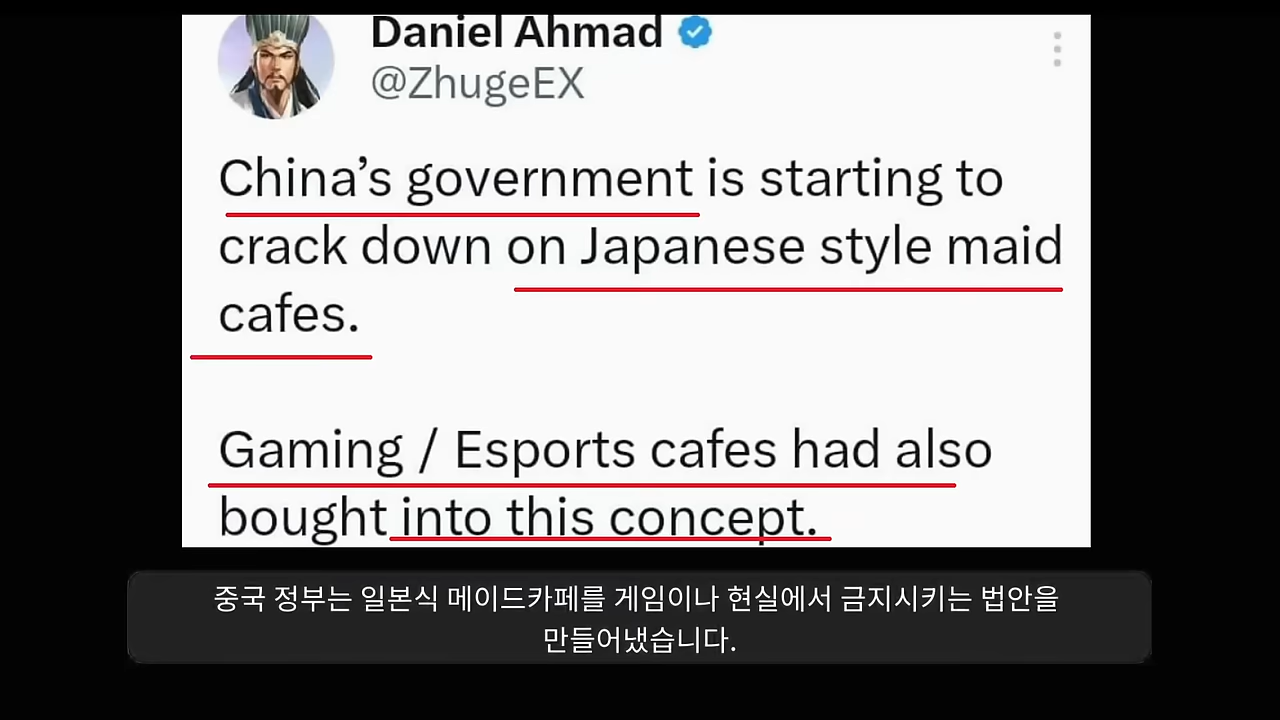 Daniel Ahmad
@ZhugeEX
China’s government is starting to
crack down on Japanese style maid
cafes.
Gaming / Esports cafes had also
bought into this concept.
중국 정부는 일본식 메이드카페를 게임이나 현실에서 금지시키는 법안을
만들어냈습니다.